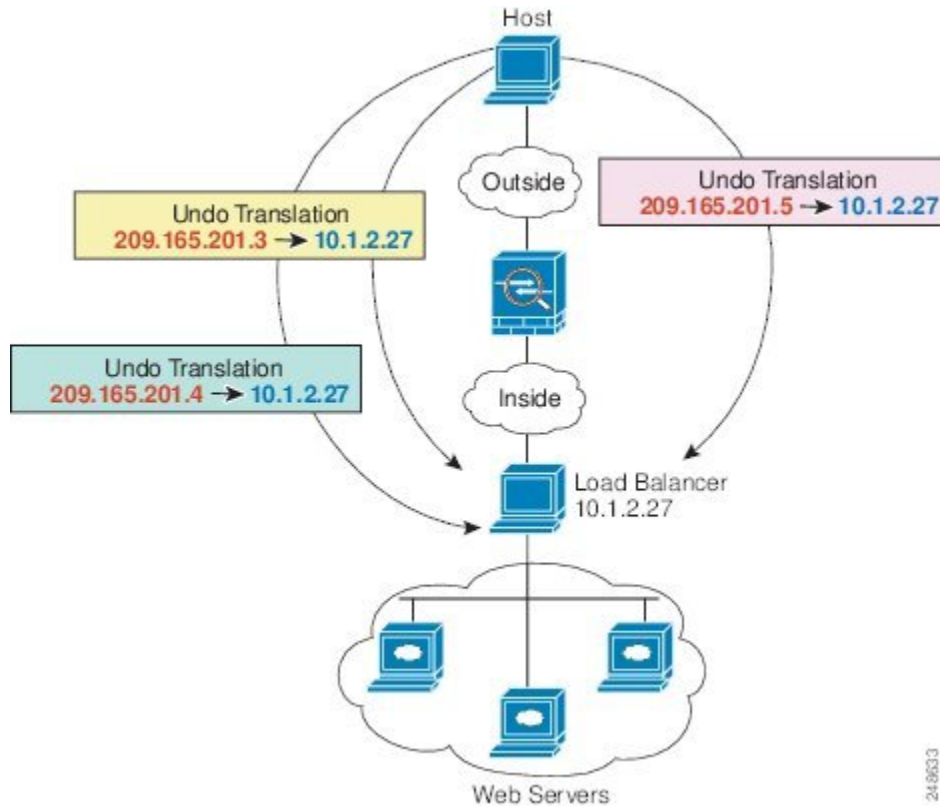 Host
Outside
Undo Translation
209.165.201.3 → 10.1.2.27
Undo Translation
209.165.201.5 → 10.1.2.27
Undo Translation
209.165.201.4 → 10.1.2.27
Inside
Load Balancer
10.1.2.27
Web Servers
248633